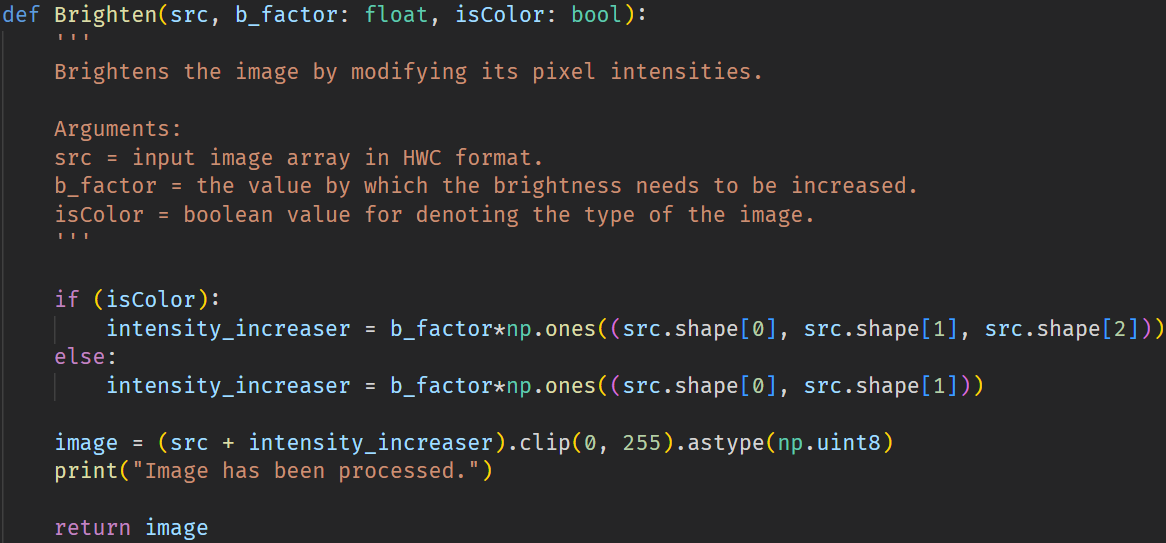 def Brighten(src, b_factor: float, isColor: bool):
    '''
    Brightens the image by modifying its pixel intensities.

    Arguments:
    src = input image array in HWC format.
    b_factor = the value by which the brightness needs to be increased.
    isColor = boolean value for denoting the type of the image.
    '''

    if (isColor):
        intensity_increaser = b_factor*np.ones((src.shape[0], src.shape[1], src.shape[2]))
    else:
        intensity_increaser = b_factor*np.ones((src.shape[0], src.shape[1]))

    image = (src + intensity_increaser).clip(0, 255).astype(np.uint8)
    print("Image has been processed.")

    return image